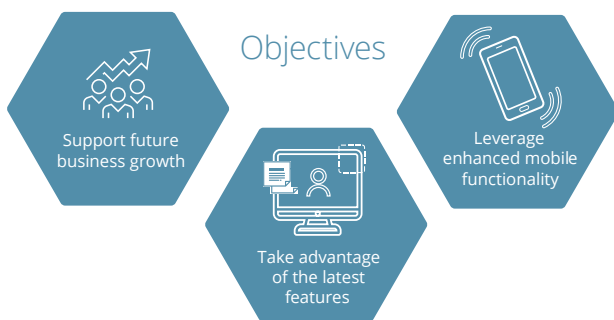 Objectives
Support future
business growth
Take advantage
of the latest
features
Leverage
enhanced mobile
functionality